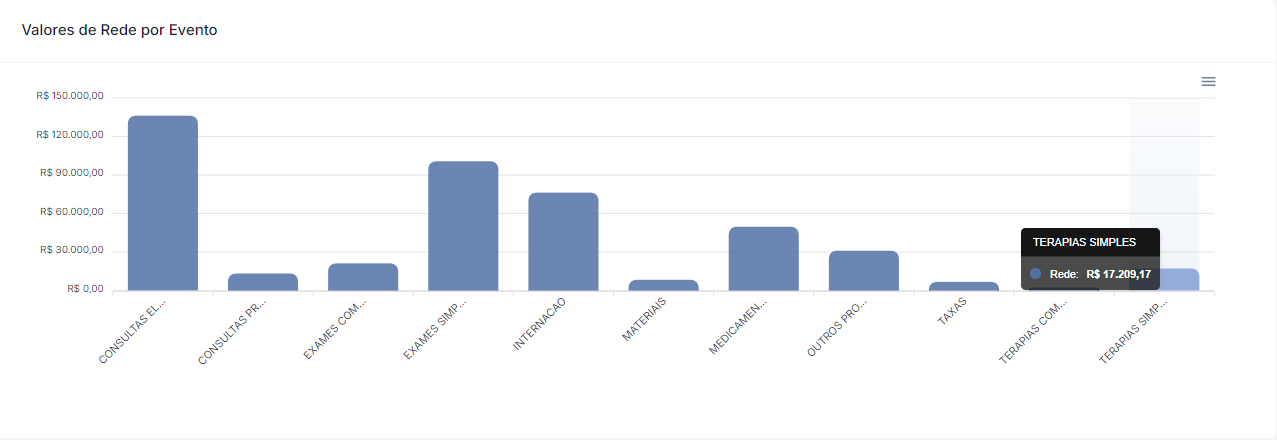 Valores de Rede por Evento
R$ 150.000,00
R$ 120.000,00
R$ 90.000,00
R$ 60.000,00
R$ 30.000,00
R$ 0,00
TERAPIAS SIMPLES
Rede: R$ 17.209,17
CONSULTAS EL...
CONSULTAS PR...
EXAMES COM...
EXAMES SIMP...
INTERNACAO
MATERIAIS
MEDICAMEN...
OUTROS PRO...
TAXAS
TERAPIAS COM...
TERAPIAS SIMP...